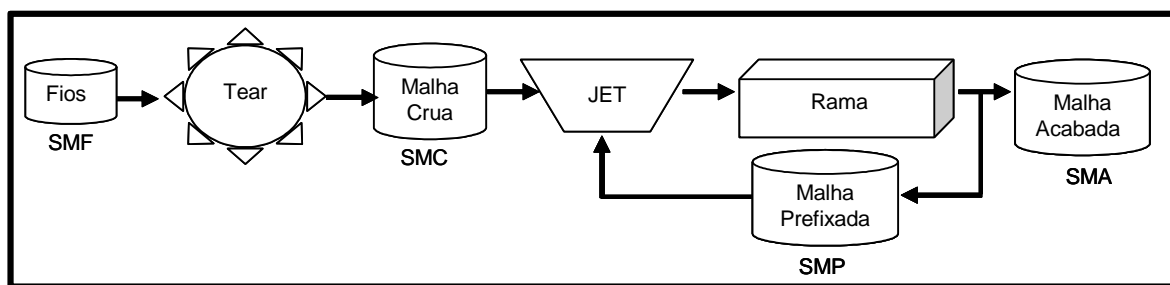 Fios
SMF
Tear
Malha
Crua
SMC
JET
Rama
Malha
Acabada
SMA
Malha
Prefixada
SMP